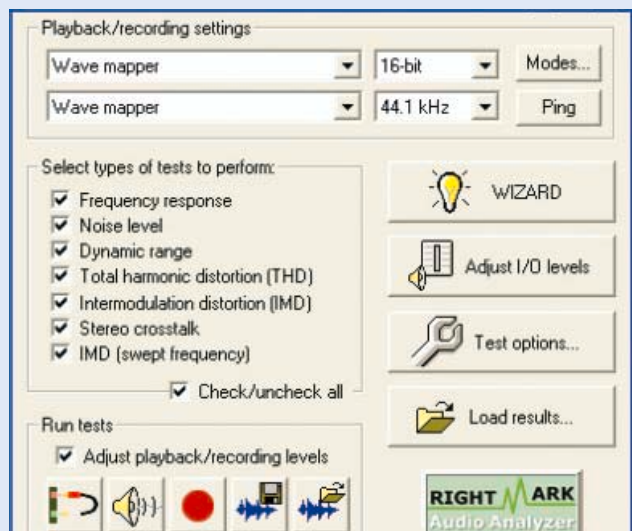 Playback/recording settings
Wave mapper 16-bit Modes...
Wave mapper 44.1 kHz Ping
Select types of tests to perform:
Frequency response
Noise level
Dynamic range
Total harmonic distortion (THD)
Intermodulation distortion (IMD)
Stereo crosstalk
IMD (swept frequency)
Check/uncheck all
WIZARD
Adjust I/O levels
Test options...
Load results...
Run tests
Adjust playback/recording levels
RIGHT MARK
Audio Analyzer